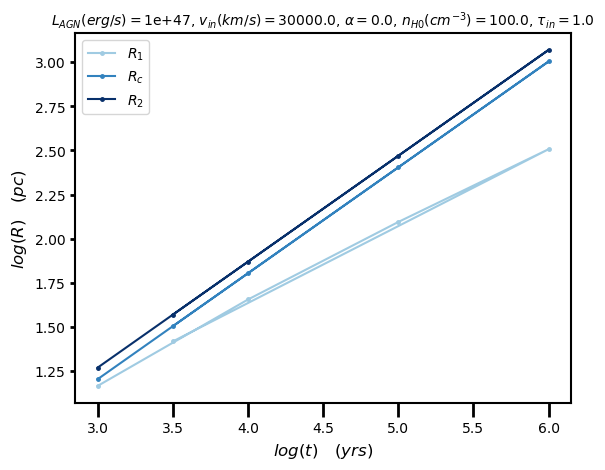 L_AGN(erg/s) = 1e+47, v_in(km/s) = 30000.0, α = 0.0, n_H0(cm⁻³) = 100.0, τ_in = 1.0
R₁
R_c
R₂
3.00
2.75
2.50
2.25
2.00
1.75
1.50
1.25
log(R) (pc)
3.0 3.5 4.0 4.5 5.0 5.5 6.0
log(t) (yrs)